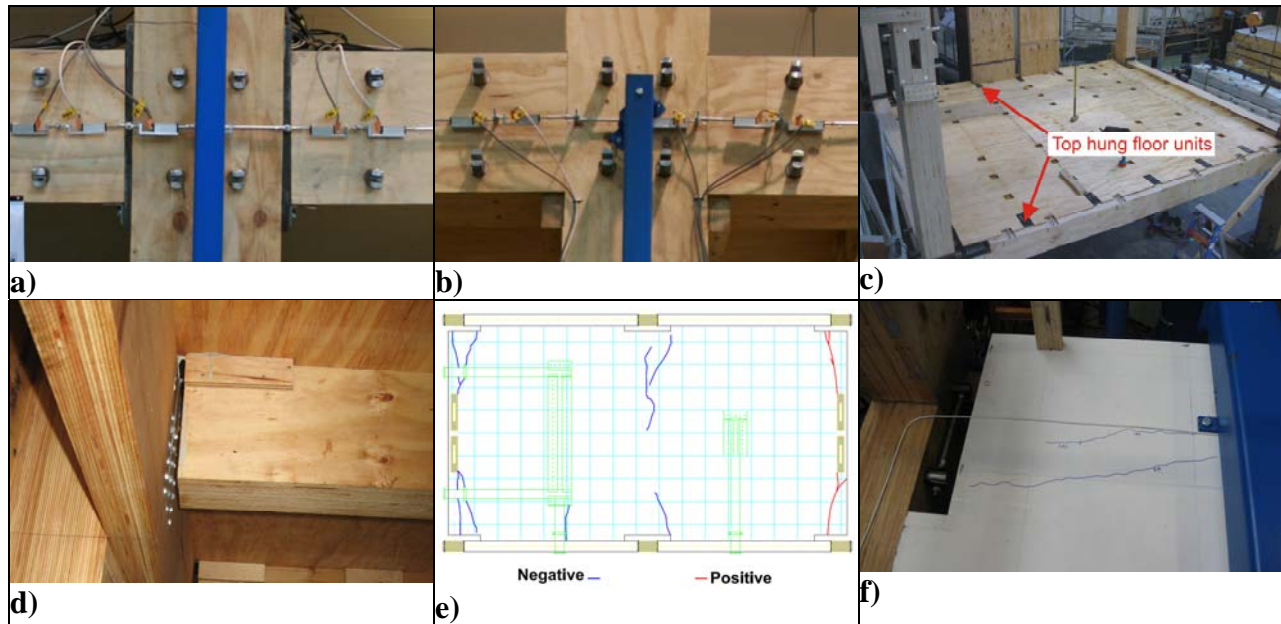 Top hung floor units
a)
b)
c)
Negative
Positive
d)
e)
f)